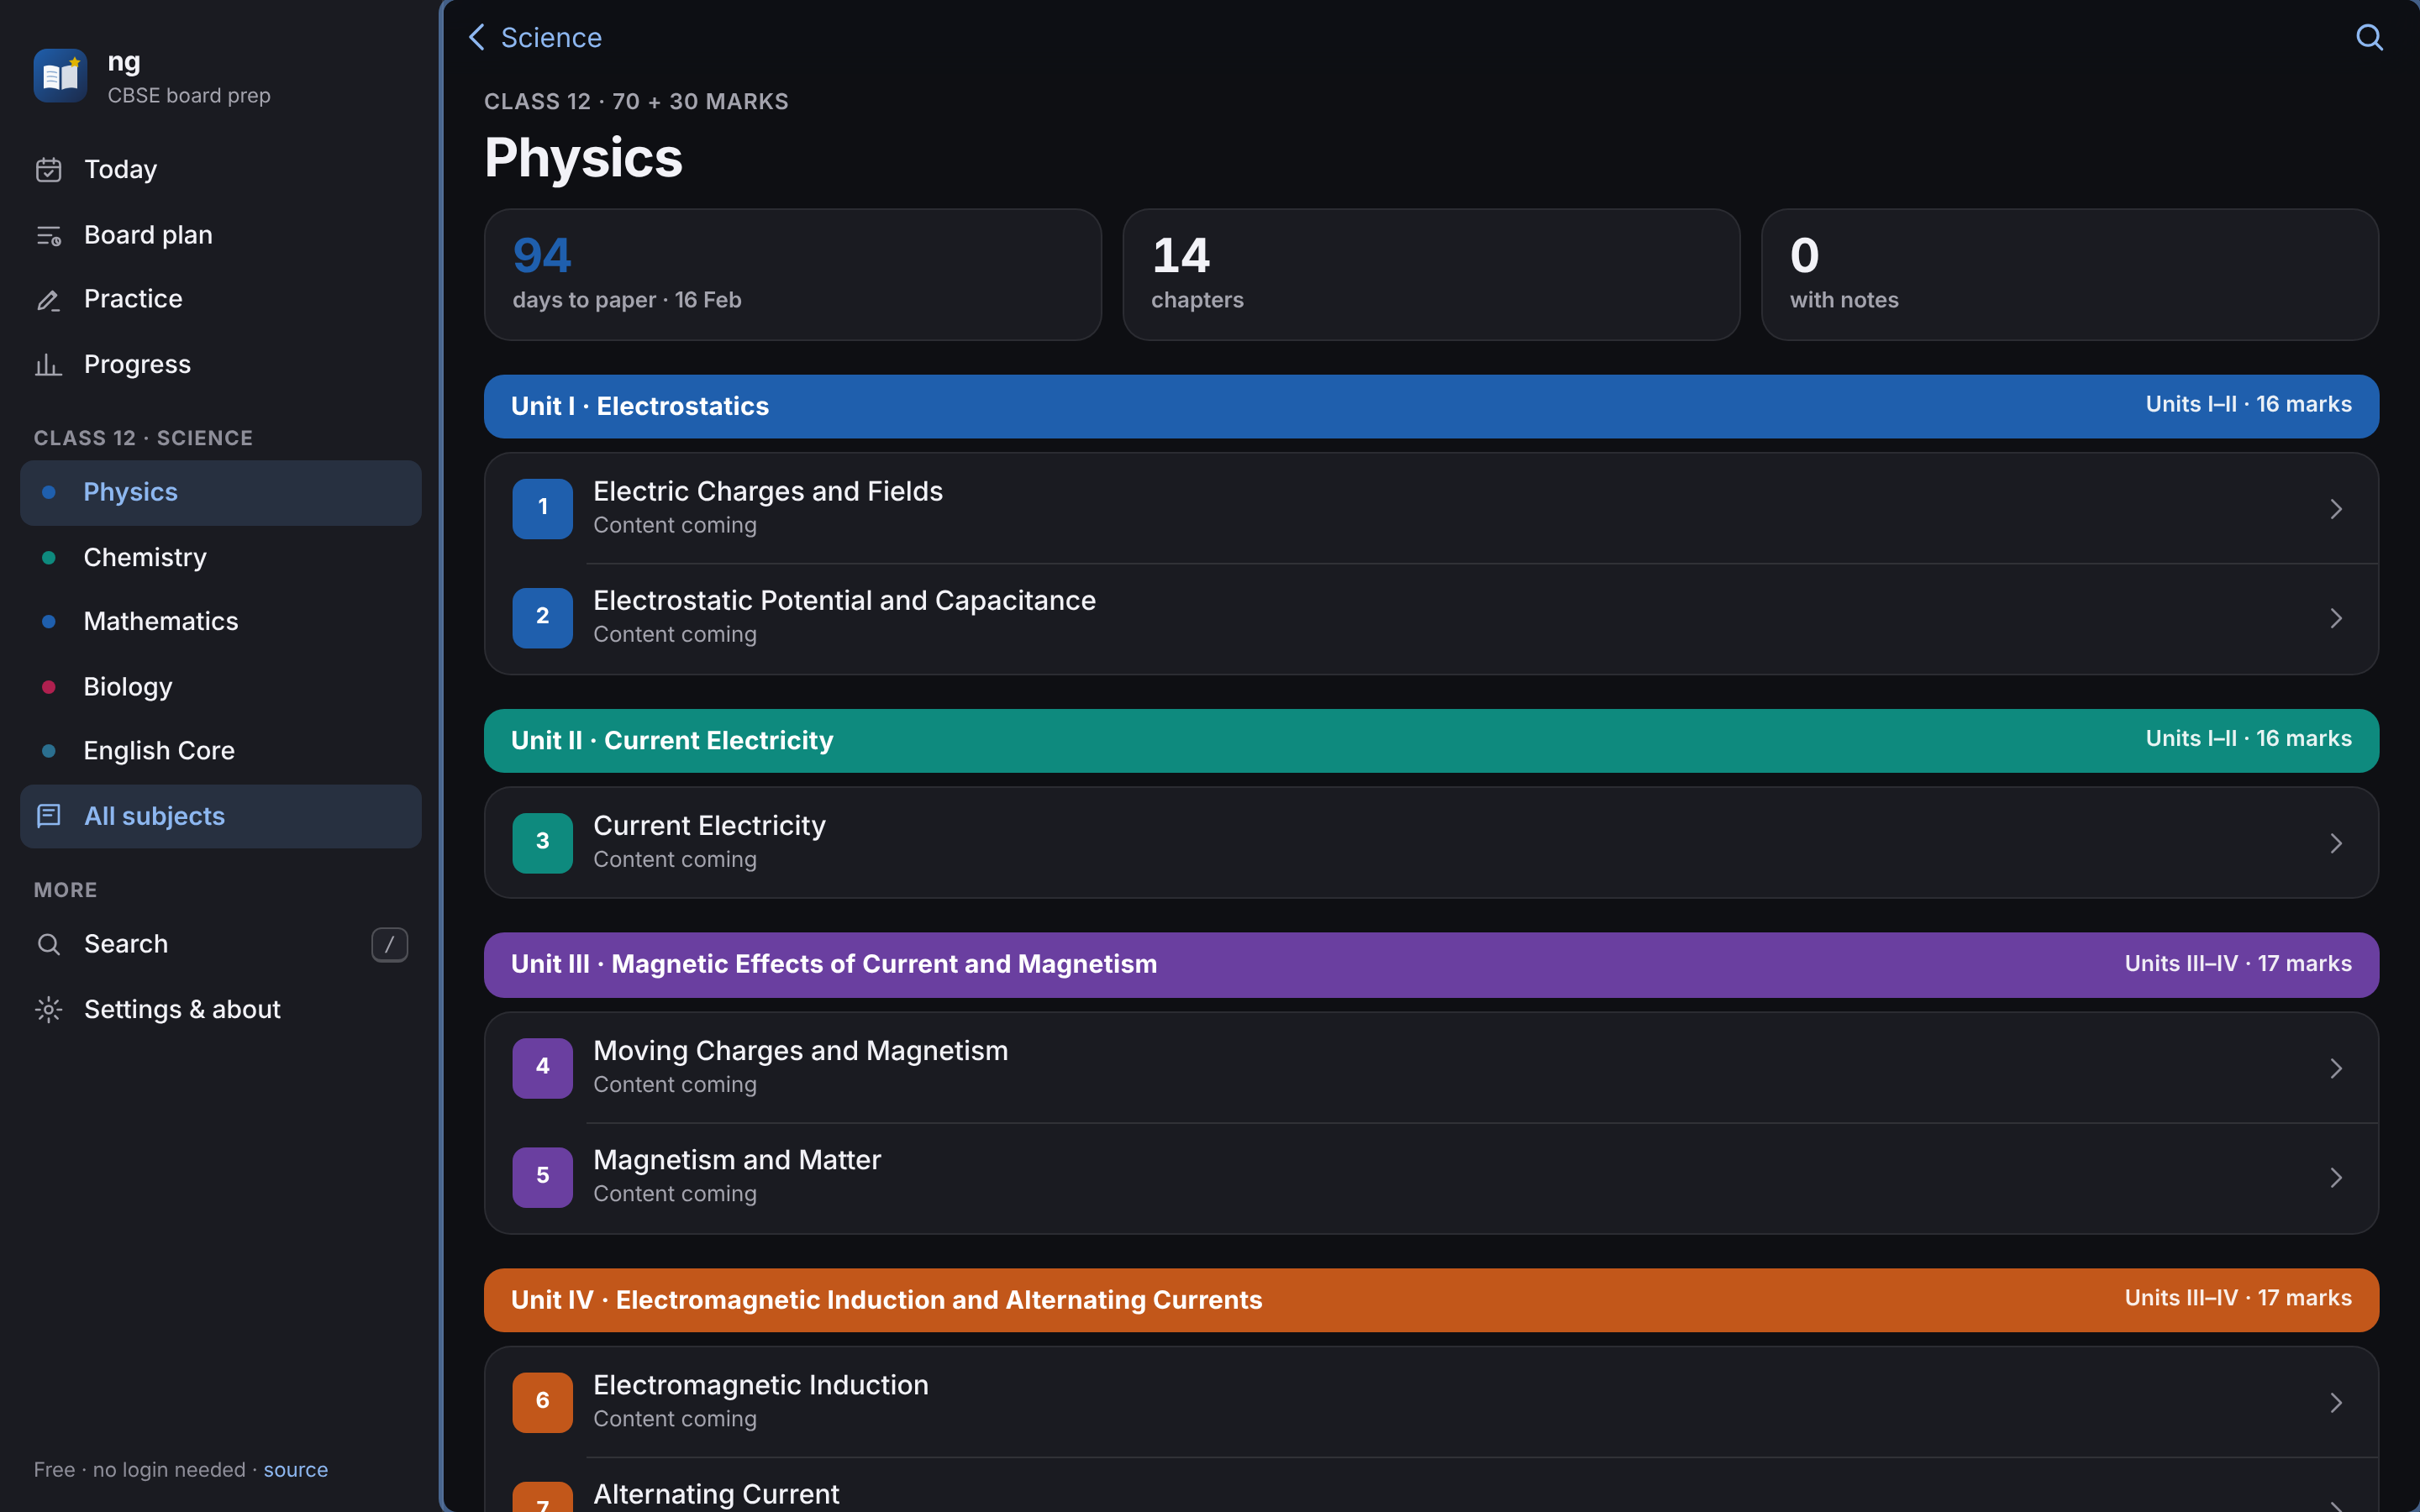 ng
CBSE board prep
Today
Board plan
Practice
Progress
CLASS 12 · SCIENCE
Physics
Chemistry
Mathematics
Biology
English Core
All subjects
MORE
Search /
Settings & about
Free · no login needed · source
Science
CLASS 12 · 70 + 30 MARKS
Physics
94
days to paper · 16 Feb
14
chapters
0
with notes
Unit I · Electrostatics Units I–II · 16 marks
1 Electric Charges and Fields
Content coming
2 Electrostatic Potential and Capacitance
Content coming
Unit II · Current Electricity Units I–II · 16 marks
3 Current Electricity
Content coming
Unit III · Magnetic Effects of Current and Magnetism Units III–IV · 17 marks
4 Moving Charges and Magnetism
Content coming
5 Magnetism and Matter
Content coming
Unit IV · Electromagnetic Induction and Alternating Currents Units III–IV · 17 marks
6 Electromagnetic Induction
Content coming
7 Alternating Current